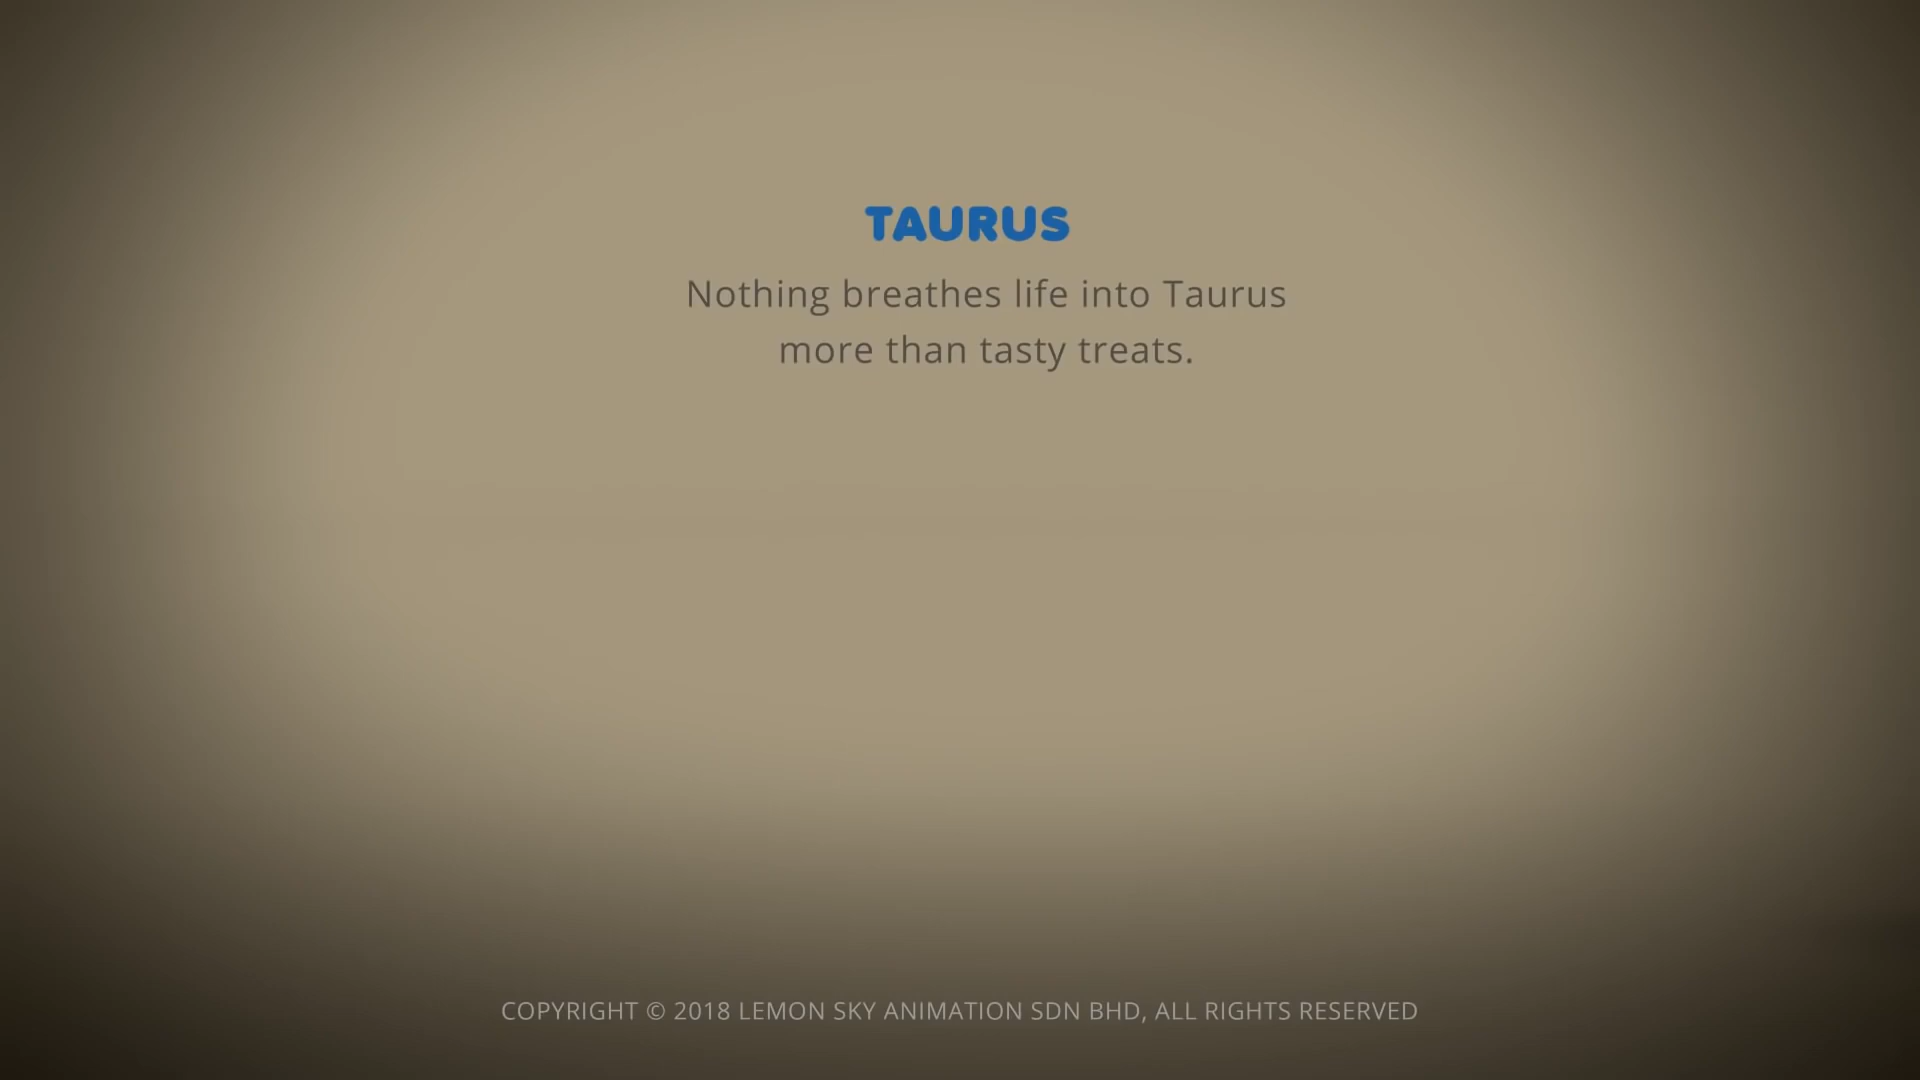 TAURUS
Nothing breathes life into Taurus
more than tasty treats.
COPYRIGHT © 2018 LEMON SKY ANIMATION SDN BHD, ALL RIGHTS RESERVED